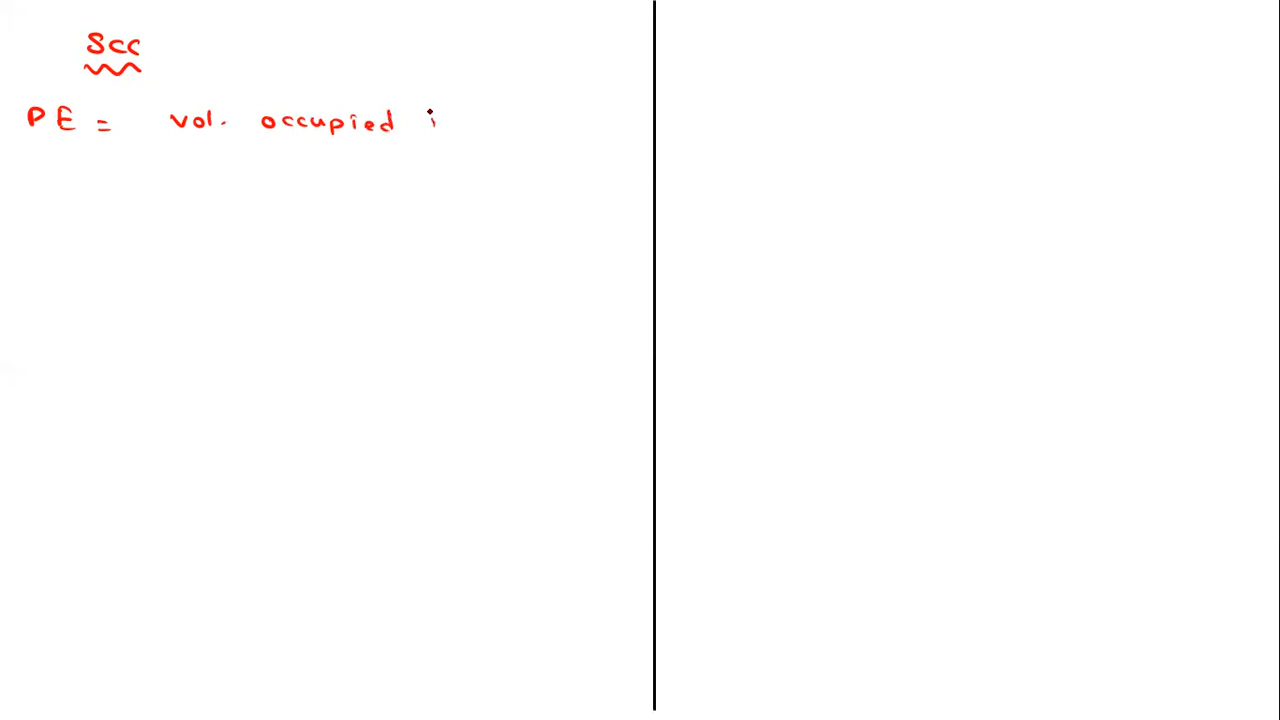 Scc
PE = vol. occupied i